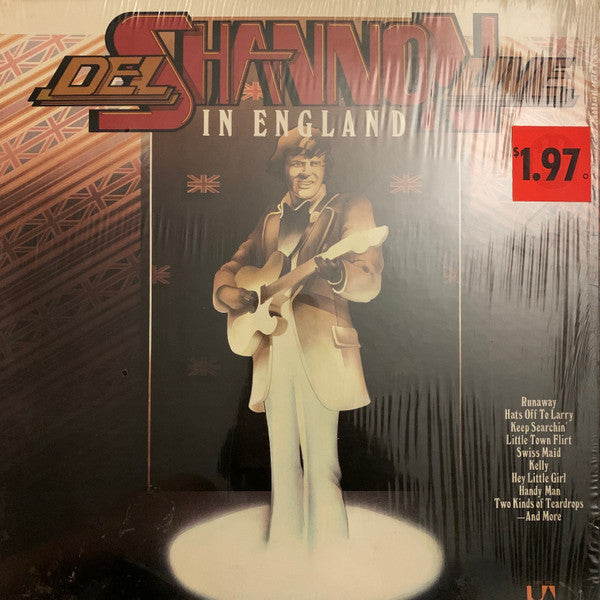 DEL SHANNON LIVE
IN ENGLAND
$1.97
Runaway
Hats Off To Larry
Keep Searchin'
Little Town Flirt
Swiss Maid
Kelly
Hey Little Girl
Handy Man
Two Kinds of Teardrops
—And More
UA